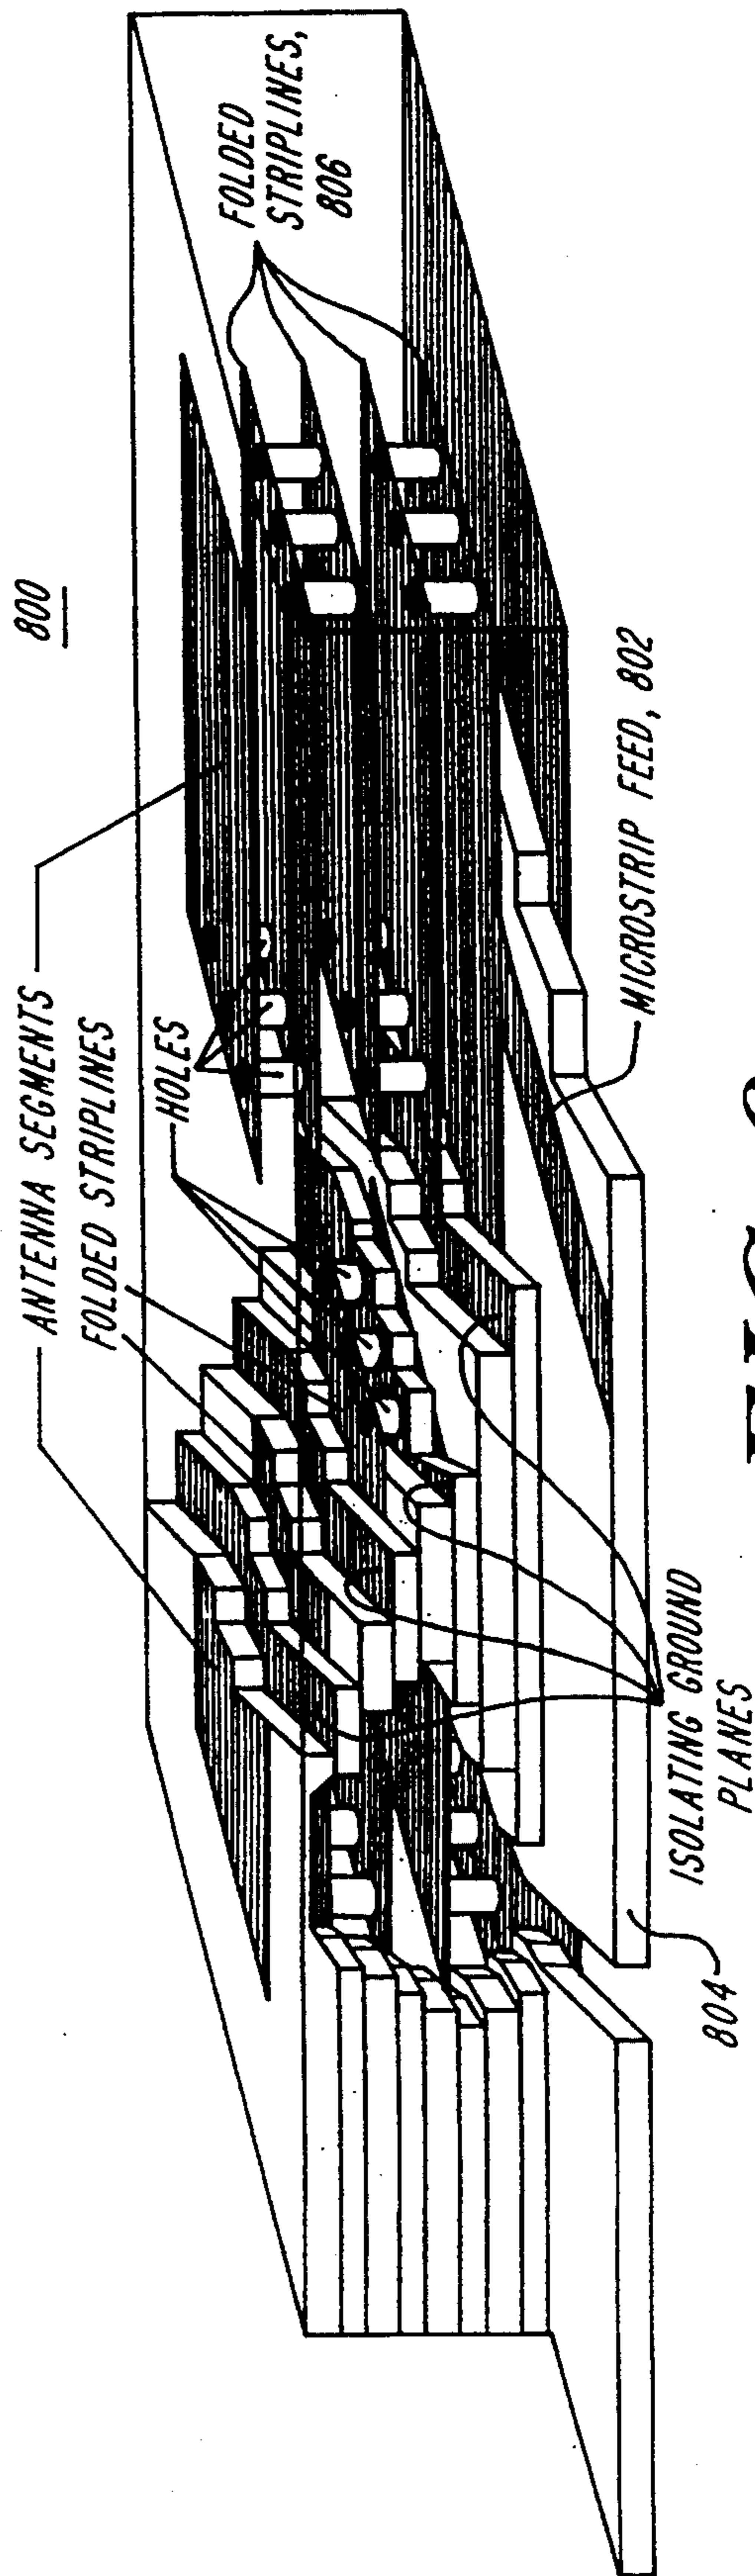 800
ANTENNA SEGMENTS
FOLDED STRIPLINES
HOLES
FOLDED
STRIPLINES,
806
MICROSTRIP FEED, 802
ISOLATING GROUND
PLANES
804